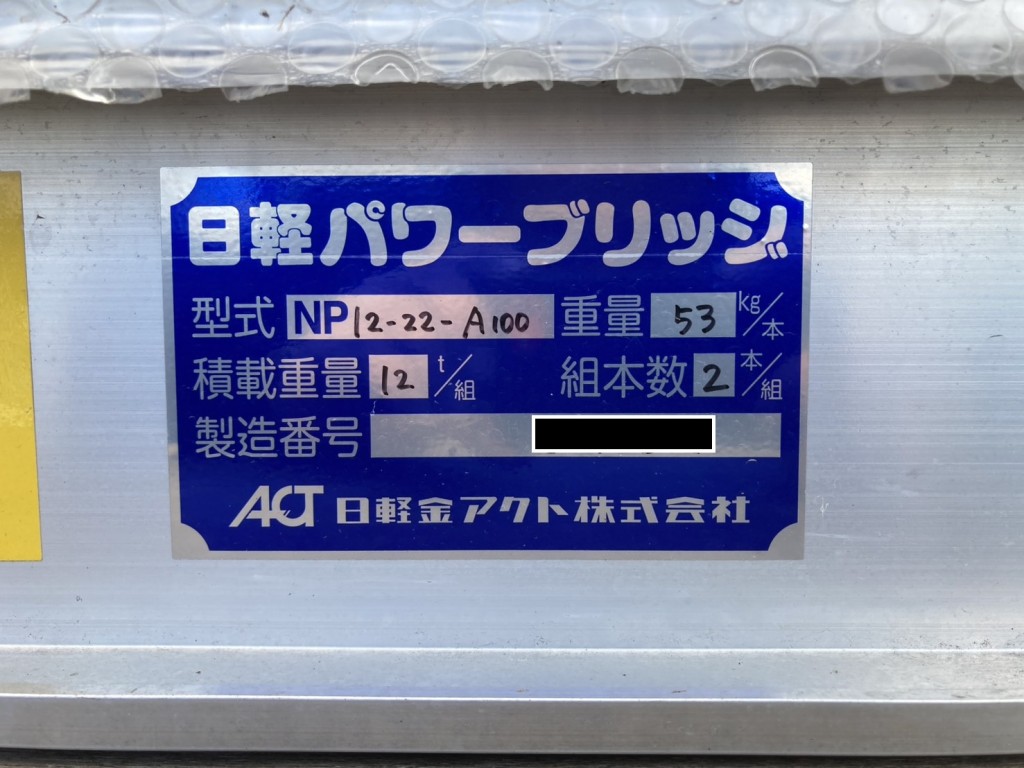 日軽パワーブリッジ
型式 NP12-22-A100 重量 53 kg/本
積載重量 12 t/組 組本数 2 本/組
製造番号
ACT 日軽金アクト株式会社